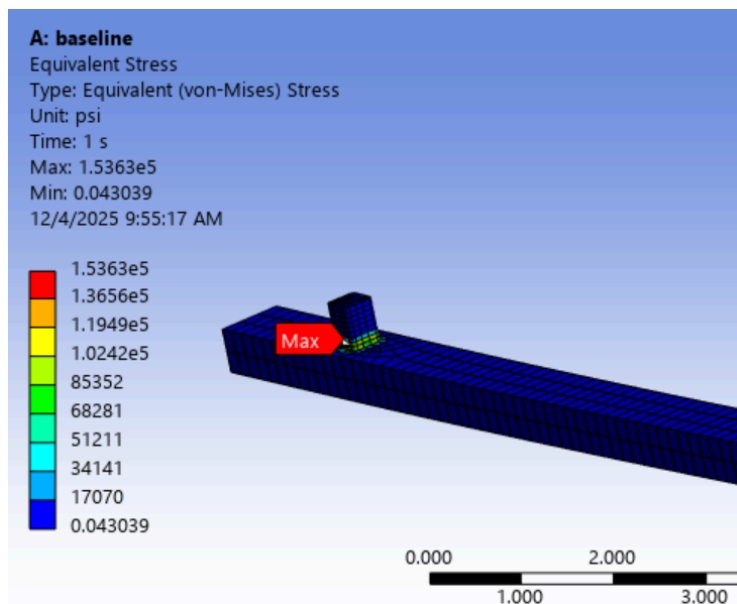 A: baseline
Equivalent Stress
Type: Equivalent (von-Mises) Stress
Unit: psi
Time: 1 s
Max: 1.5363e5
Min: 0.043039
12/4/2025 9:55:17 AM
1.5363e5
1.3656e5
1.1949e5
1.0242e5
85352
68281
51211
34141
17070
0.043039
Max
0.000 2.000
1.000 3.000